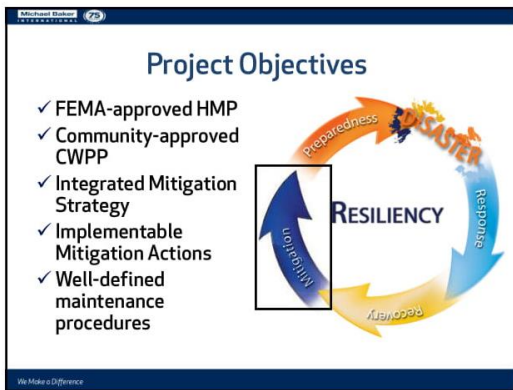 Michael Baker 75
INTERNATIONAL
Project Objectives
✓ FEMA-approved HMP
✓ Community-approved
CWPP
✓ Integrated Mitigation
Strategy
✓ Implementable
Mitigation Actions
✓ Well-defined
maintenance
procedures
Preparedness
DISASTER
Response
Recovery
Mitigation
RESILIENCY
We Make a Difference